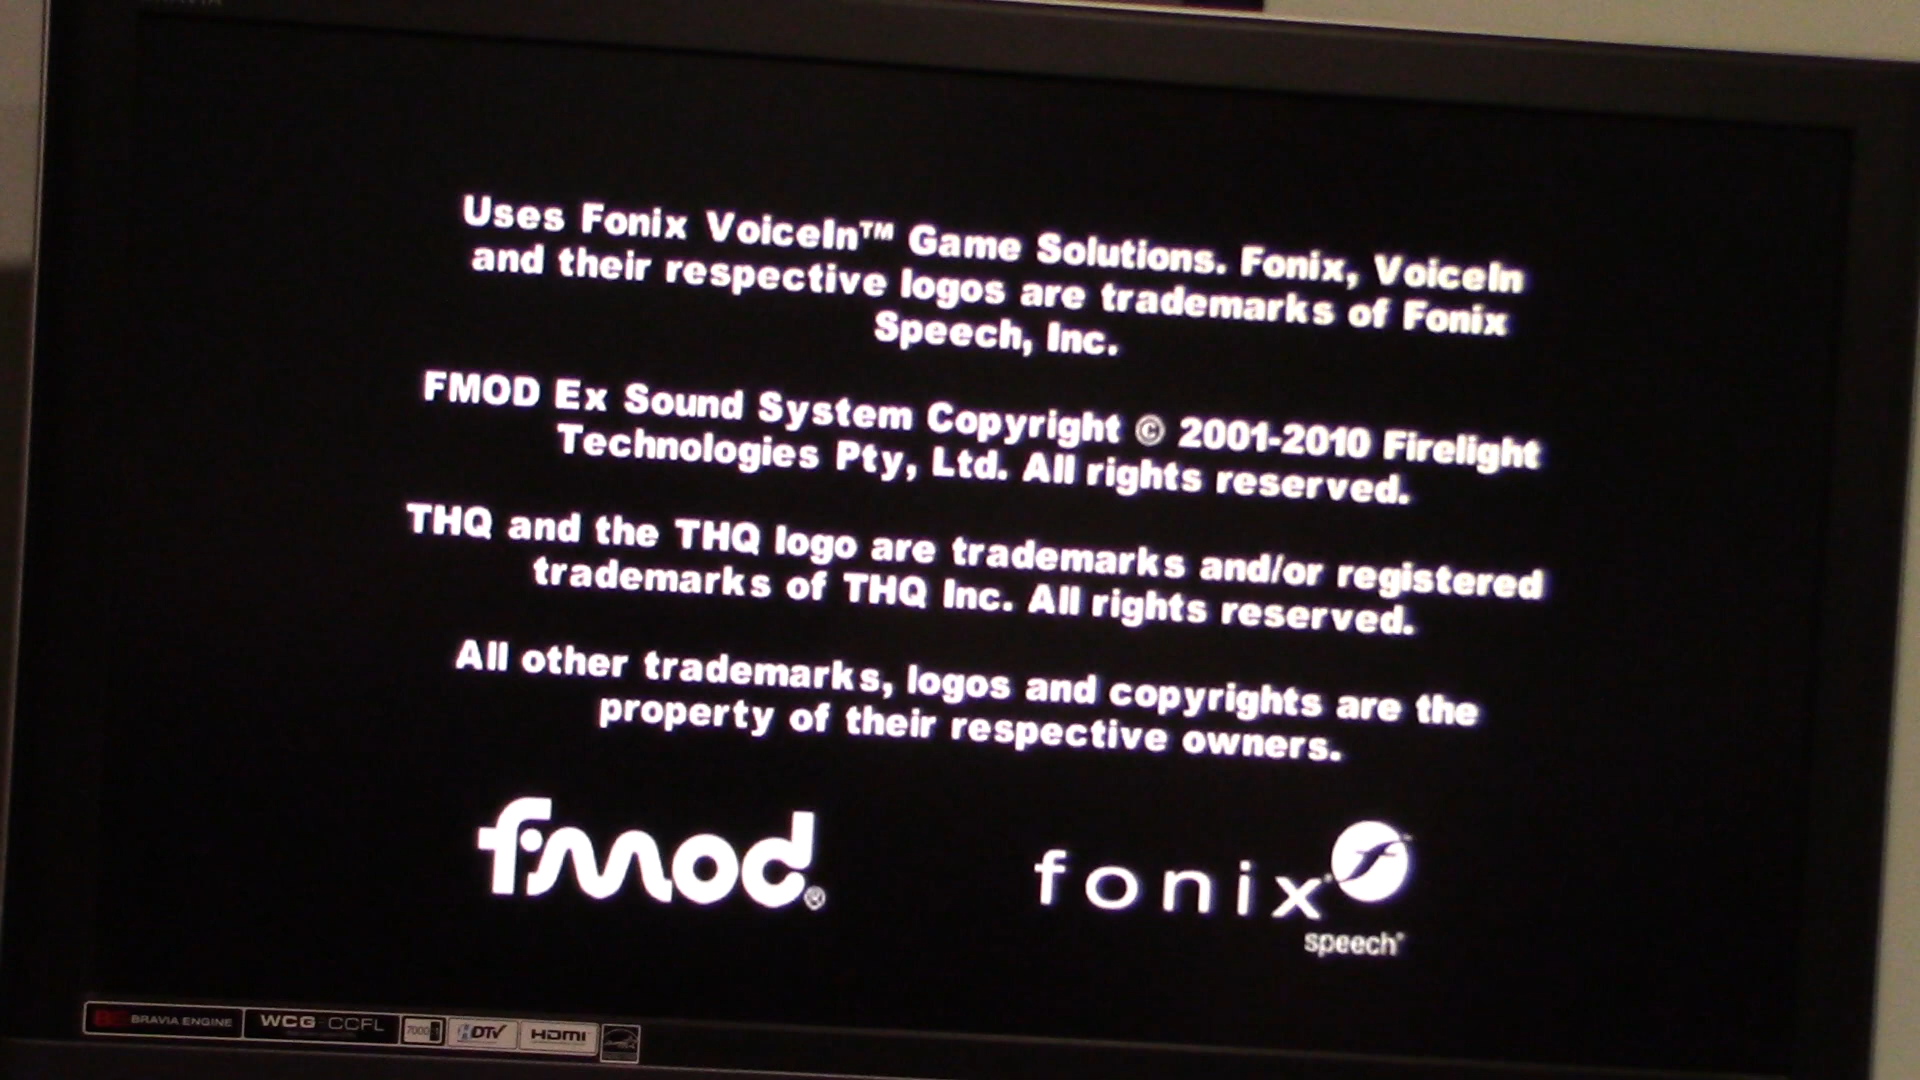 BRAVIA
Uses Fonix VoiceIn™ Game Solutions. Fonix, VoiceIn
and their respective logos are trademarks of Fonix
Speech, Inc.
FMOD Ex Sound System Copyright © 2001-2010 Firelight
Technologies Pty, Ltd. All rights reserved.
THQ and the THQ logo are trademarks and/or registered
trademarks of THQ Inc. All rights reserved.
All other trademarks, logos and copyrights are the
property of their respective owners.
fmod®
fonix
speech
BRAVIA ENGINE WCG-CCFL DTV HDMI